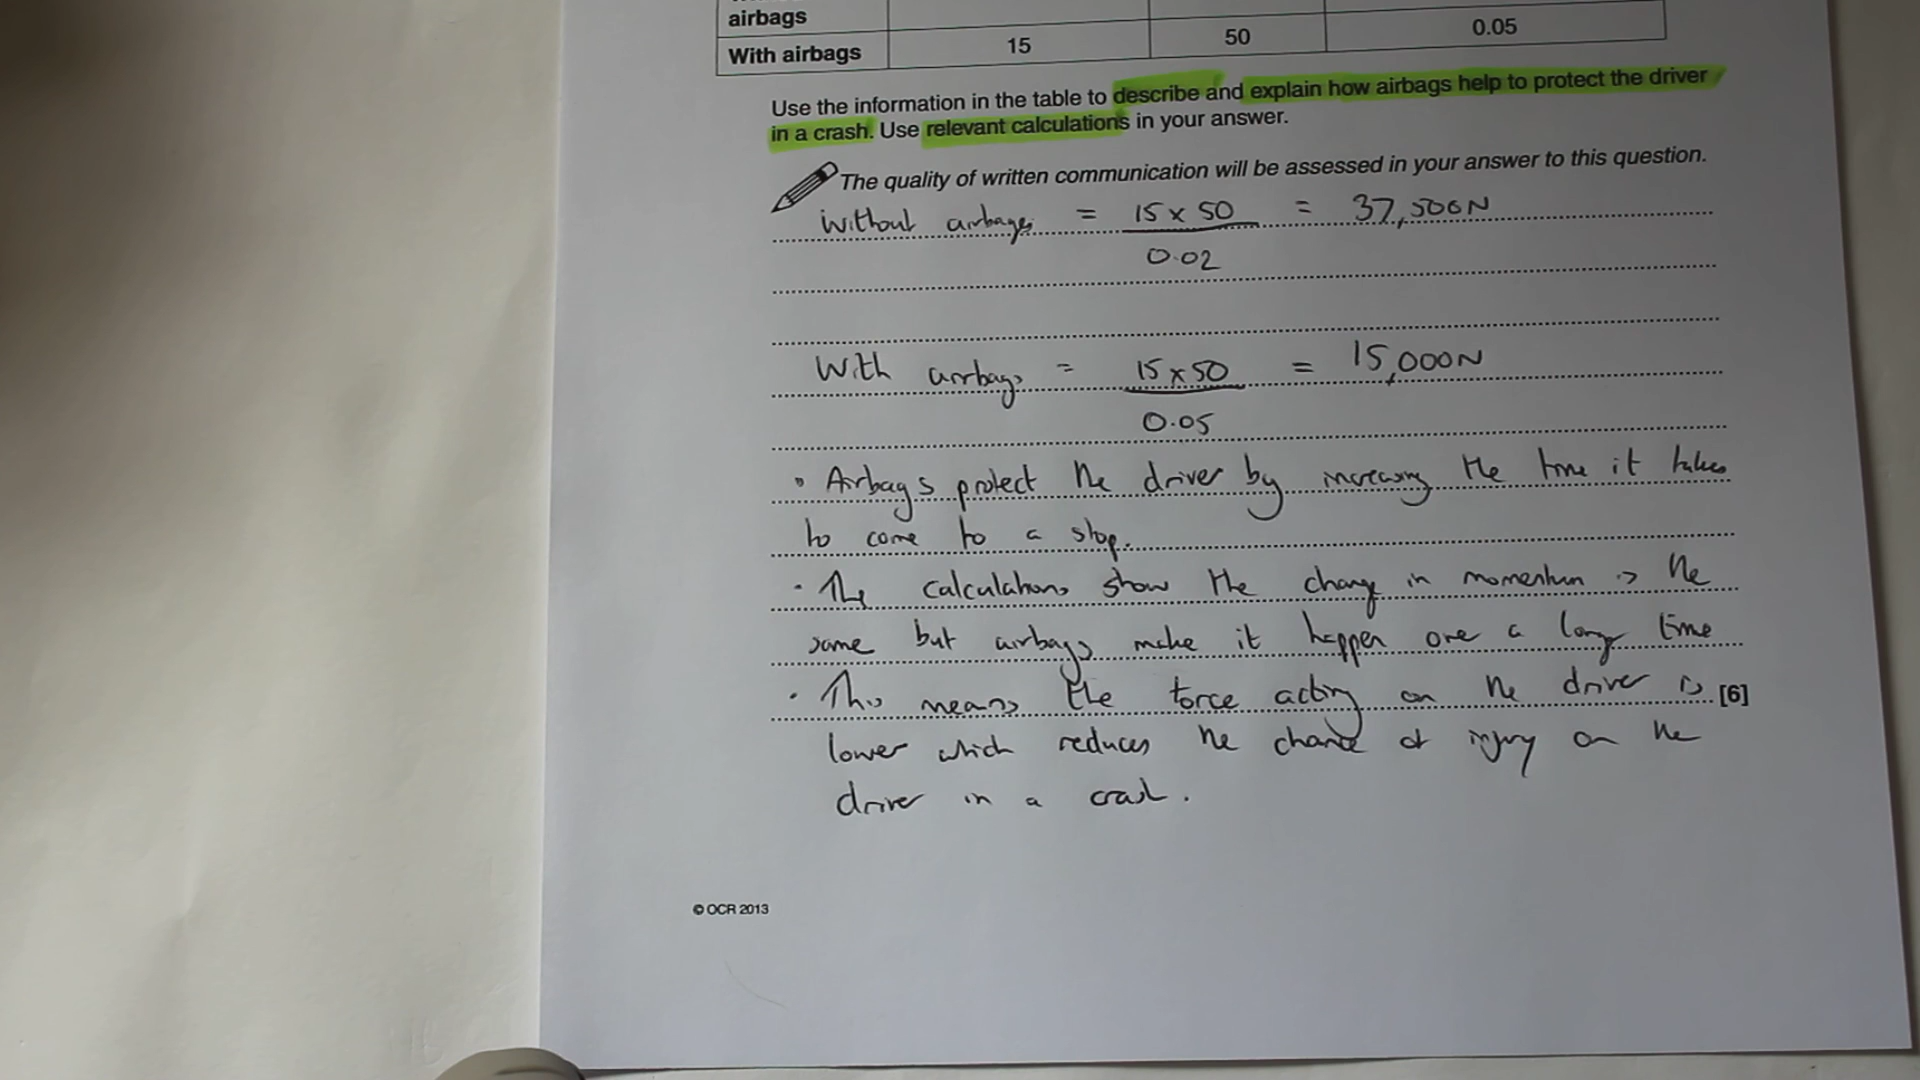 airbags
With airbags 15 50 0.05
Use the information in the table to describe and explain how airbags help to protect the driver
in a crash. Use relevant calculations in your answer.
The quality of written communication will be assessed in your answer to this question.
Without airbags = 15 x 50 = 37,500N
0.02
With airbags = 15 x 50 = 15,000N
0.05
• Airbags protect the driver by increasing the time it takes
to come to a stop.
• The calculations show the change in momentum is the
same but airbags make it happen over a long time
• This means the force acting on the driver is [6]
lower which reduces the chance of injury on the
driver in a crash.
© OCR 2013